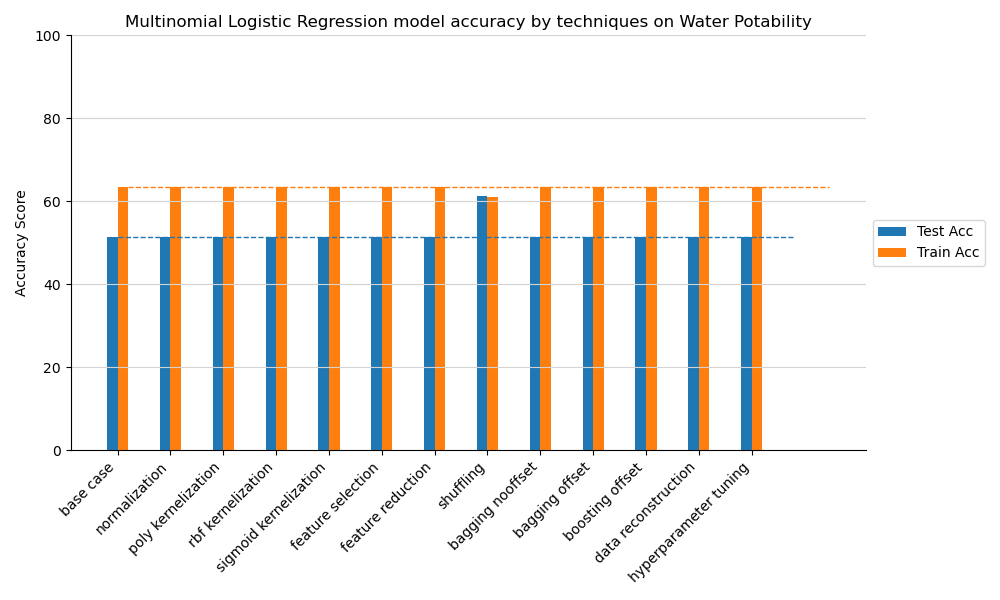 Multinomial Logistic Regression model accuracy by techniques on Water Potability
100
80
60
40
20
0
Accuracy Score
Test Acc
Train Acc
base case
normalization
poly kernelization
rbf kernelization
sigmoid kernelization
feature selection
feature reduction
shuffling
bagging nooffset
bagging offset
boosting offset
data reconstruction
hyperparameter tuning